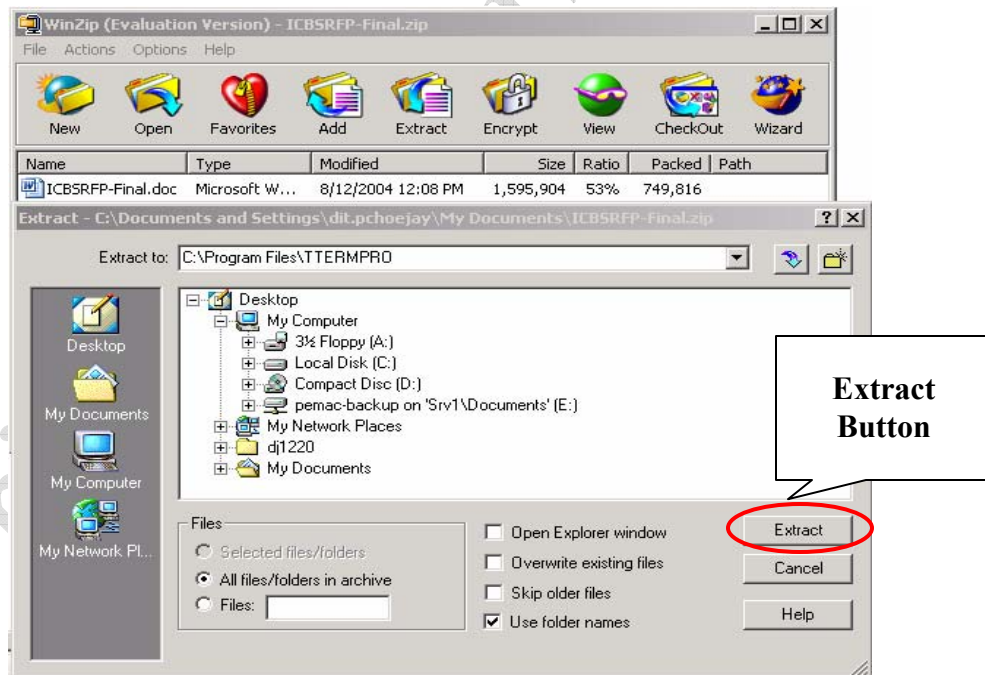 WinZip (Evaluation Version) - ICBSRFP-Final.zip
File Actions Options Help
New Open Favorites Add Extract Encrypt View CheckOut Wizard
Name Type Modified Size Ratio Packed Path
ICBSRFP-Final.doc Microsoft W... 8/12/2004 12:08 PM 1,595,904 53% 749,816
Extract - C:\Documents and Settings\dit.pchoejay\My Documents\ICBSRFP-Final.zip
Extract to: C:\Program Files\TTERMPRO
Desktop
My Documents
My Computer
My Network Pl...
Desktop
My Computer
3½ Floppy (A:)
Local Disk (C:)
Compact Disc (D:)
pemac-backup on 'Srv1\Documents' (E:)
My Network Places
dj1220
My Documents
Extract
Button
Files
Selected files/folders
All files/folders in archive
Files:
Open Explorer window
Overwrite existing files
Skip older files
Use folder names
Extract
Cancel
Help